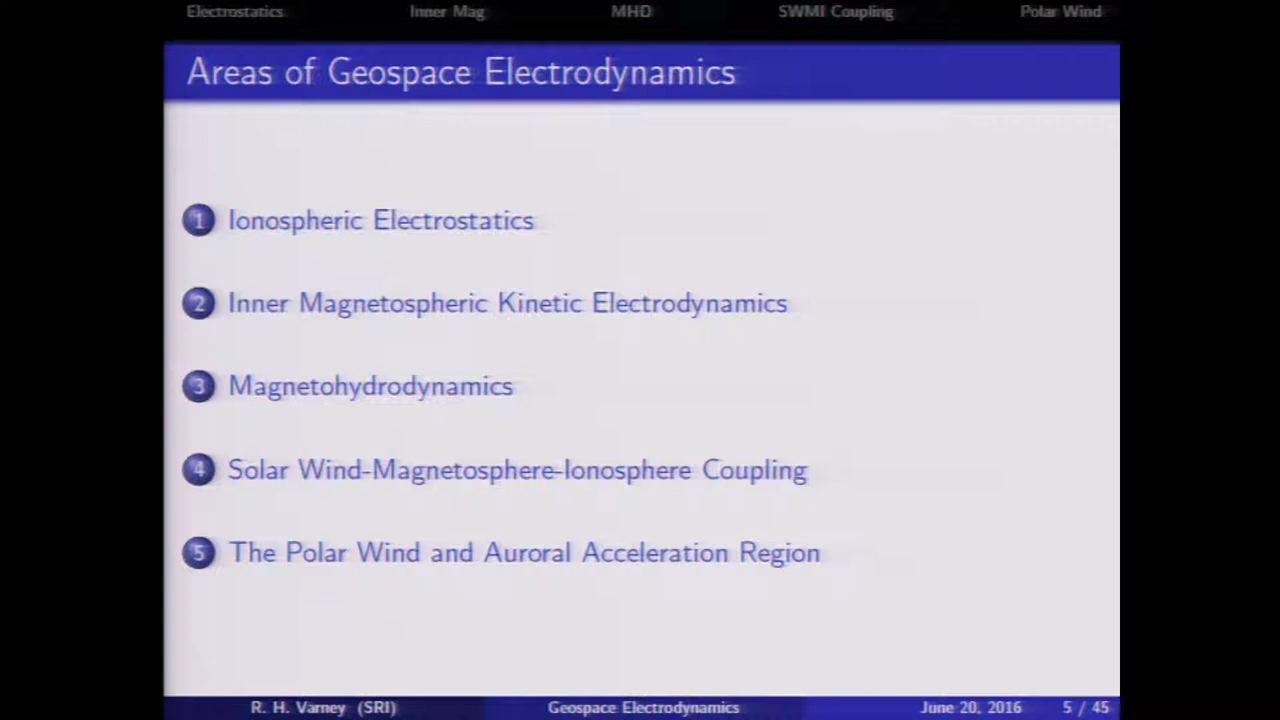 Electrostatics Inner Mag MHD SWMI Coupling Polar Wind
Areas of Geospace Electrodynamics
1 Ionospheric Electrostatics
2 Inner Magnetospheric Kinetic Electrodynamics
3 Magnetohydrodynamics
4 Solar Wind-Magnetosphere-Ionosphere Coupling
5 The Polar Wind and Auroral Acceleration Region
R. H. Varney (SRI) Geospace Electrodynamics June 20, 2016 5 / 45